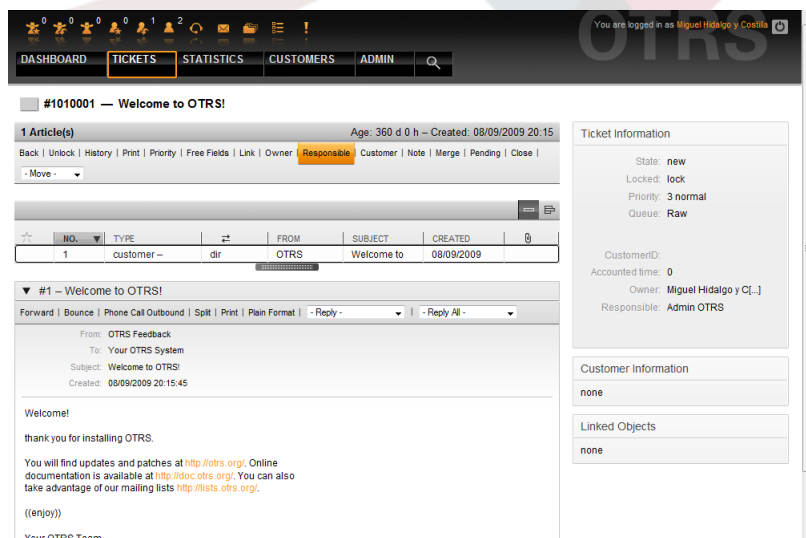 0 0 0 0 1 2
You are logged in as Miguel Hidalgo y Costilla
OTRS
DASHBOARD TICKETS STATISTICS CUSTOMERS ADMIN
#1010001 — Welcome to OTRS!
1 Article(s) Age: 360 d 0 h – Created: 08/09/2009 20:15
Back | Unlock | History | Print | Priority | Free Fields | Link | Owner | Responsible | Customer | Note | Merge | Pending | Close |
- Move -
NO. TYPE FROM SUBJECT CREATED
1 customer – dir OTRS Welcome to 08/09/2009
#1 – Welcome to OTRS!
Forward | Bounce | Phone Call Outbound | Split | Print | Plain Format | - Reply - | - Reply All -
From: OTRS Feedback
To: Your OTRS System
Subject: Welcome to OTRS!
Created: 08/09/2009 20:15:45
Welcome!
thank you for installing OTRS.
You will find updates and patches at http://otrs.org/. Online
documentation is available at http://doc.otrs.org/. You can also
take advantage of our mailing lists http://lists.otrs.org/.
((enjoy))
Your OTRS Team
Ticket Information
State: new
Locked: lock
Priority: 3 normal
Queue: Raw
CustomerID:
Accounted time: 0
Owner: Miguel Hidalgo y C[...]
Responsible: Admin OTRS
Customer Information
none
Linked Objects
none